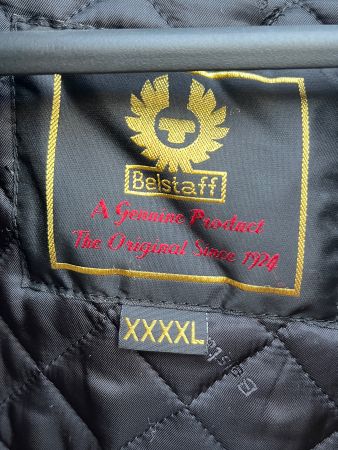 Belstaff
A Genuine Product
The Original Since 1924
XXXXL